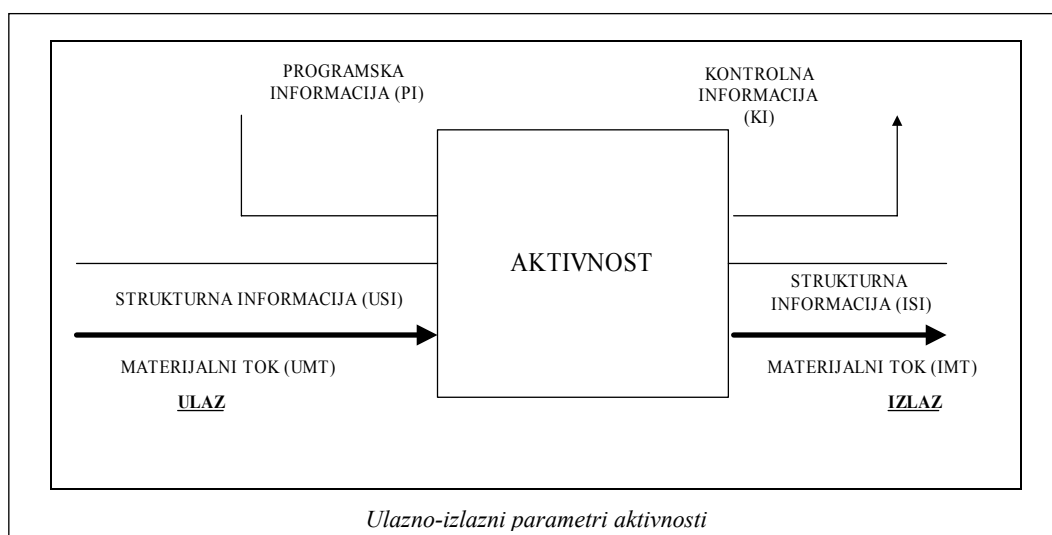 PROGRAMSKA
INFORMACIJA (PI)
KONTROLNA
INFORMACIJA
(KI)
AKTIVNOST
STRUKTURNA INFORMACIJA (USI)
STRUKTURNA
INFORMACIJA (ISI)
MATERIJALNI TOK (UMT)
MATERIJALNI TOK (IMT)
ULAZ
IZLAZ
Ulazno-izlazni parametri aktivnosti